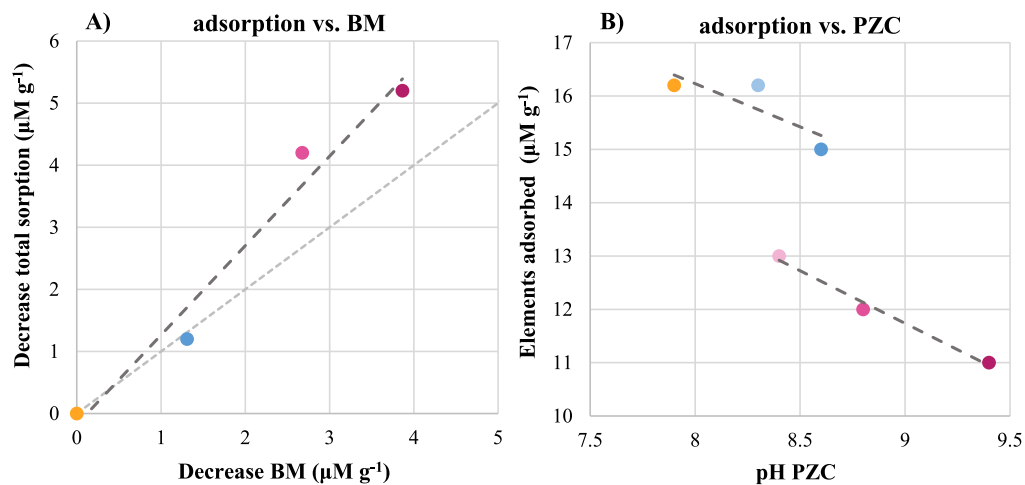 A)
adsorption vs. BM
Decrease total sorption (µM g⁻¹)
6
5
4
3
2
1
0
0 1 2 3 4 5
Decrease BM (µM g⁻¹)
B)
adsorption vs. PZC
Elements adsorbed (µM g⁻¹)
17
16
15
14
13
12
11
10
7.5 8 8.5 9 9.5
pH PZC